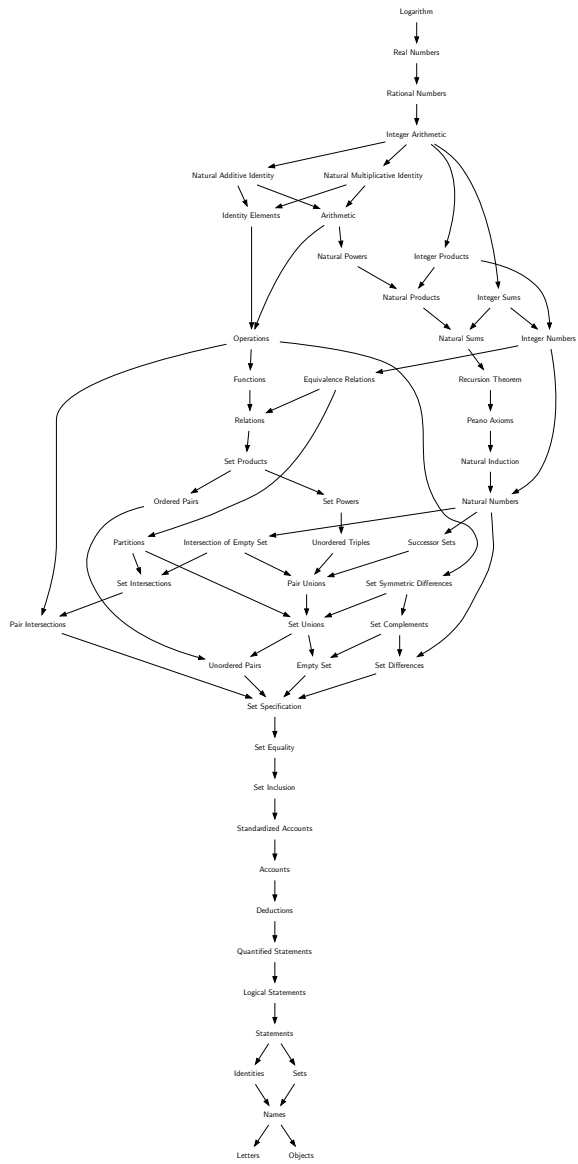 Logarithm
Real Numbers
Rational Numbers
Integer Arithmetic
Natural Additive Identity Natural Multiplicative Identity
Identity Elements Arithmetic
Natural Powers Integer Products
Natural Products Integer Sums
Operations Natural Sums Integer Numbers
Functions Equivalence Relations Recursion Theorem
Relations Peano Axioms
Set Products Natural Induction
Ordered Pairs Set Powers Natural Numbers
Partitions Intersection of Empty Set Unordered Triples Successor Sets
Set Intersections Pair Unions Set Symmetric Differences
Pair Intersections Set Unions Set Complements
Unordered Pairs Empty Set Set Differences
Set Specification
Set Equality
Set Inclusion
Standardized Accounts
Accounts
Deductions
Quantified Statements
Logical Statements
Statements
Identities Sets
Names
Letters Objects